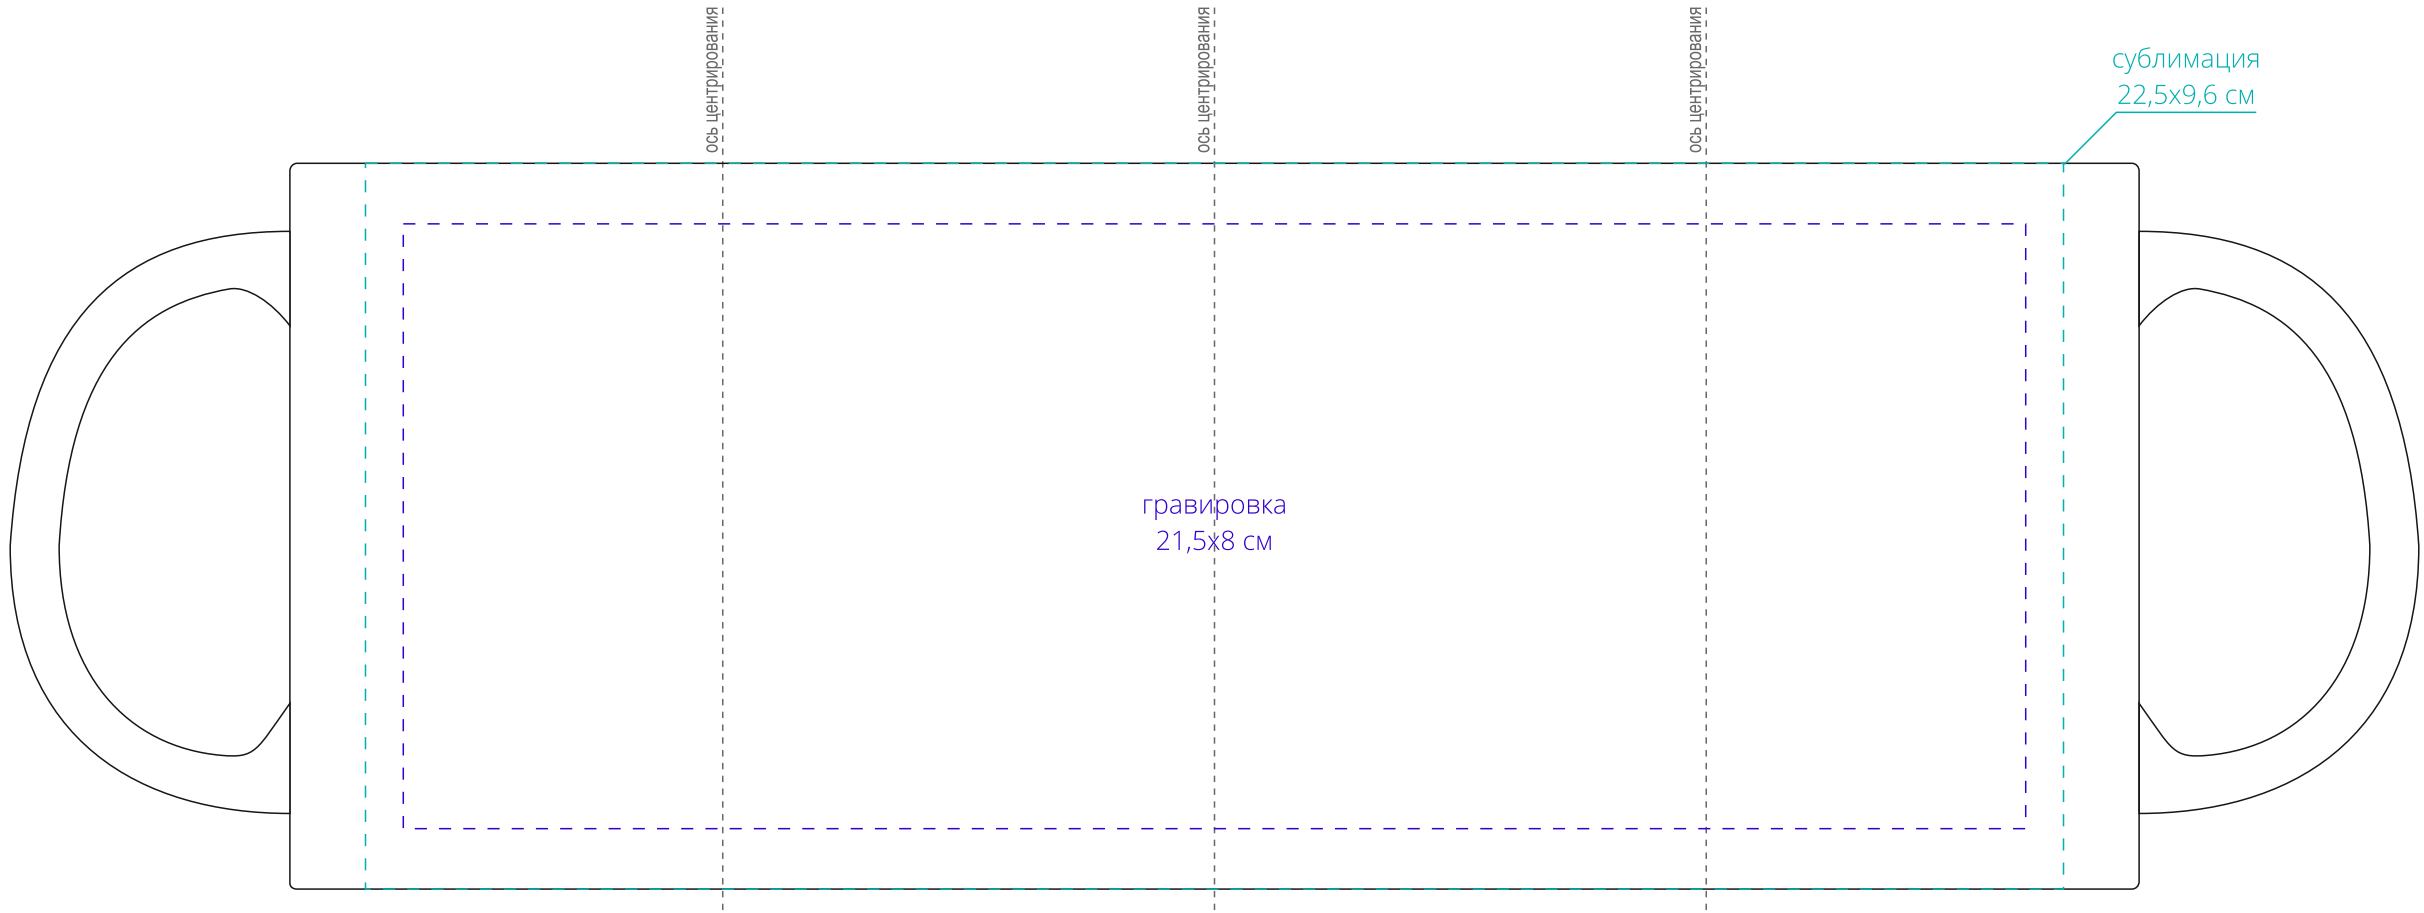 ось центрирования
ось центрирования
ось центрирования
сублимация
22,5х9,6 см
гравировка
21,5х8 см